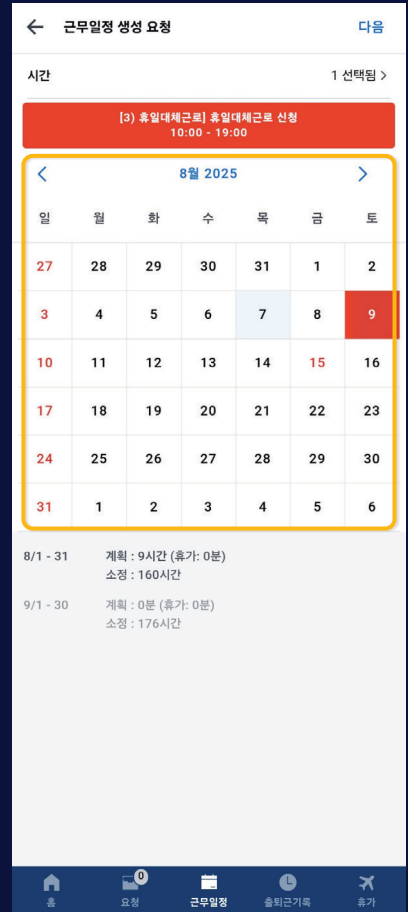 근무일정 생성 요청 다음
시간 1 선택됨 >
[3) 휴일대체근로] 휴일대체근로 신청
10:00 - 19:00
8월 2025
일 월 화 수 목 금 토
27 28 29 30 31 1 2
3 4 5 6 7 8 9
10 11 12 13 14 15 16
17 18 19 20 21 22 23
24 25 26 27 28 29 30
31 1 2 3 4 5 6
8/1 - 31 계획 : 9시간 (휴가: 0분)
소정 : 160시간
9/1 - 30 계획 : 0분 (휴가: 0분)
소정 : 176시간
0
홈 요청 근무일정 출퇴근기록 휴가